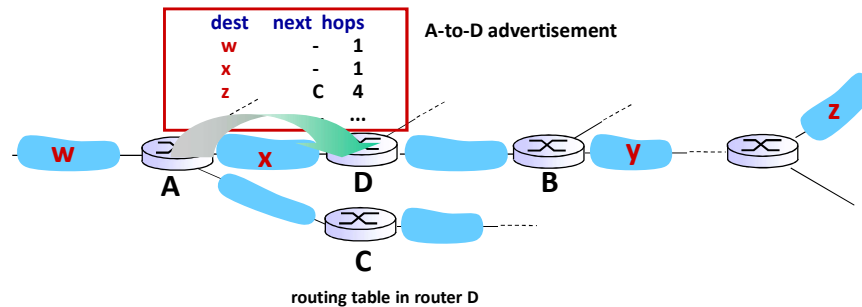 dest next hops
w - 1
x - 1
z C 4
. ...
A-to-D advertisement
z
w x y
A D B
C
routing table in router D